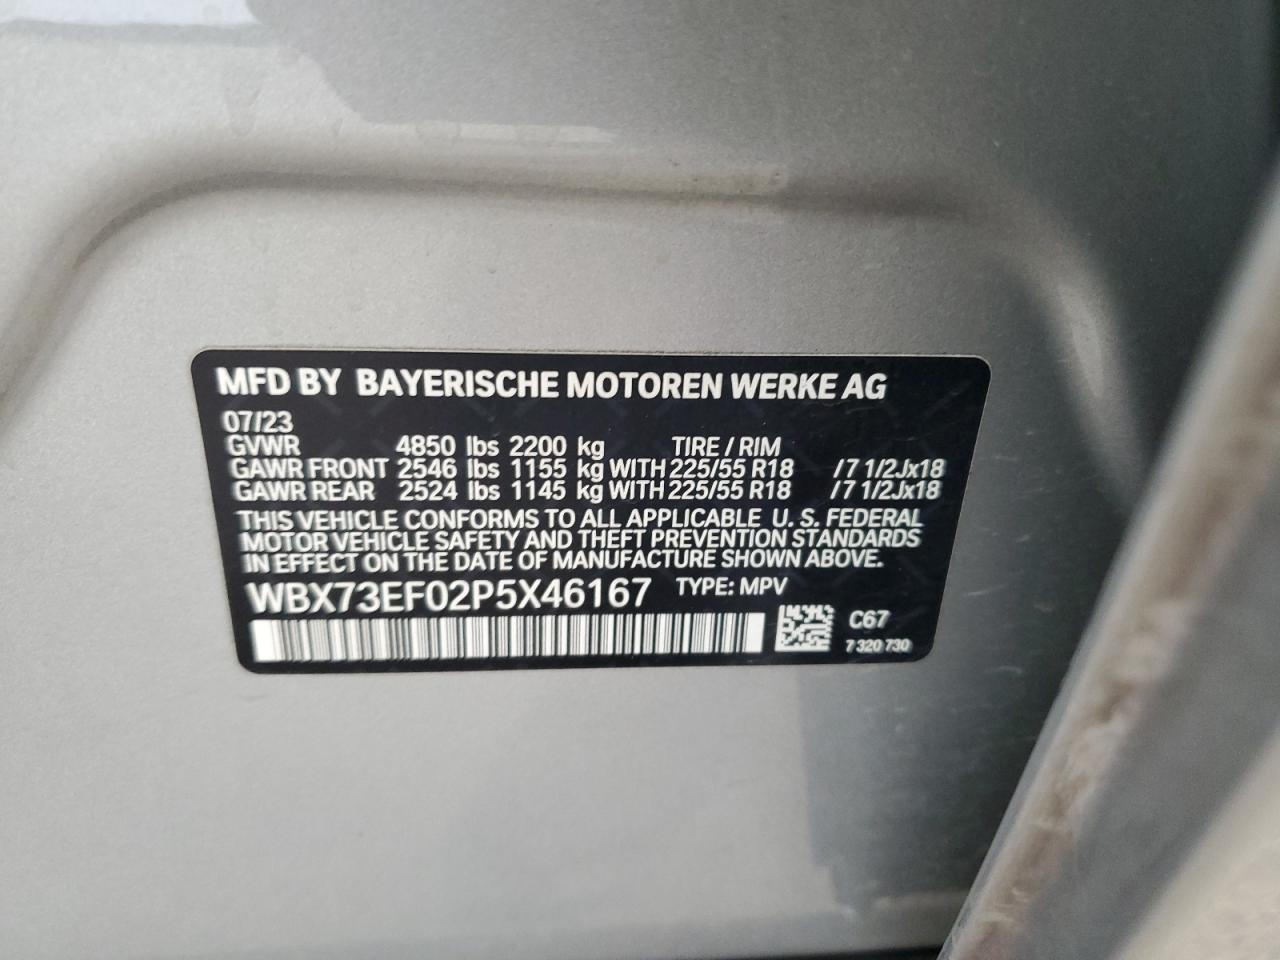 MFD BY BAYERISCHE MOTOREN WERKE AG
07/23
GVWR 4850 lbs 2200 kg TIRE / RIM
GAWR FRONT 2546 lbs 1155 kg WITH 225/55 R18 /7 1/2Jx18
GAWR REAR 2524 lbs 1145 kg WITH 225/55 R18 /7 1/2Jx18
THIS VEHICLE CONFORMS TO ALL APPLICABLE U. S. FEDERAL
MOTOR VEHICLE SAFETY AND THEFT PREVENTION STANDARDS
IN EFFECT ON THE DATE OF MANUFACTURE SHOWN ABOVE.
WBX73EF02P5X46167 TYPE: MPV
C67
7 320 730